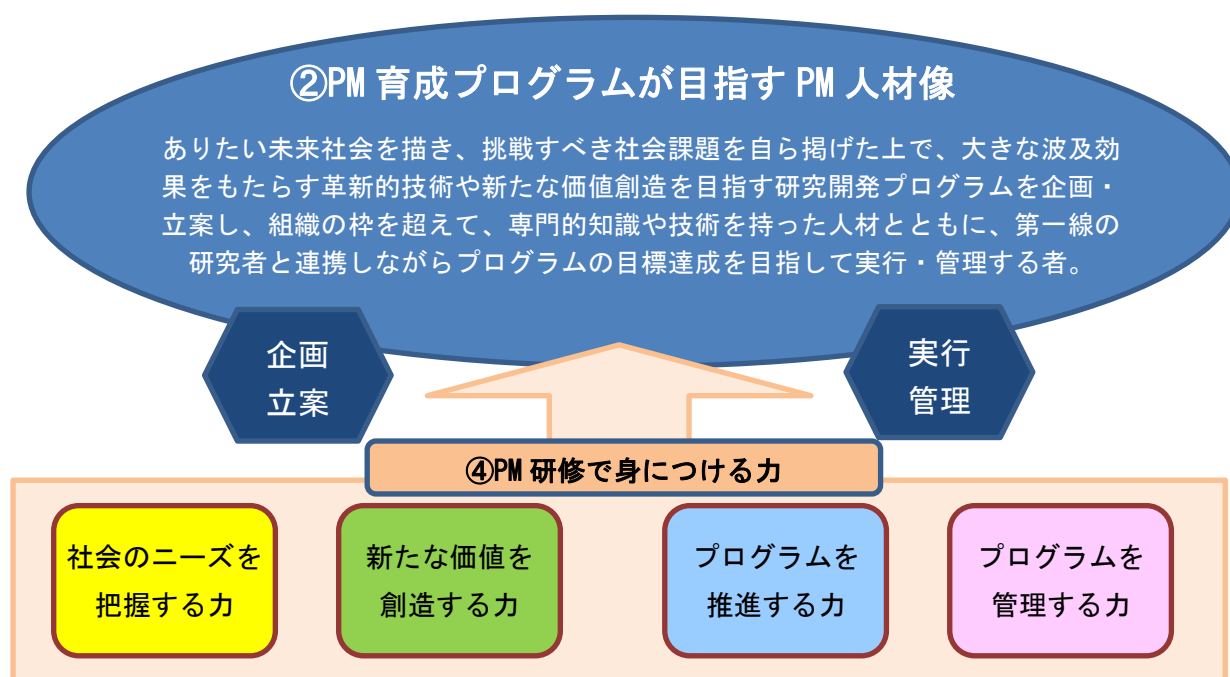 ②PM 育成プログラムが目指す PM 人材像
ありたい未来社会を描き、挑戦すべき社会課題を自ら掲げた上で、大きな波及効
果をもたらす革新的技術や新たな価値創造を目指す研究開発プログラムを企画・
立案し、組織の枠を超えて、専門的知識や技術を持った人材とともに、第一線の
研究者と連携しながらプログラムの目標達成を目指して実行・管理する者。
企画
立案
実行
管理
④PM 研修で身につける力
社会のニーズを
把握する力
新たな価値を
創造する力
プログラムを
推進する力
プログラムを
管理する力